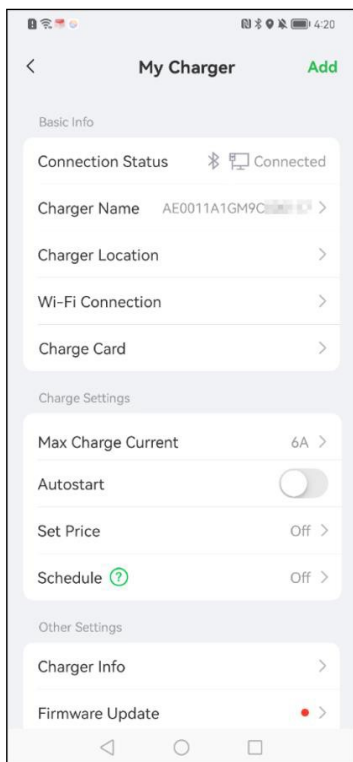 4:20
My Charger
Add
Basic Info
Connection Status Connected
Charger Name AE0011A1GM9C
Charger Location
Wi-Fi Connection
Charge Card
Charge Settings
Max Charge Current 6A
Autostart
Set Price Off
Schedule ? Off
Other Settings
Charger Info
Firmware Update